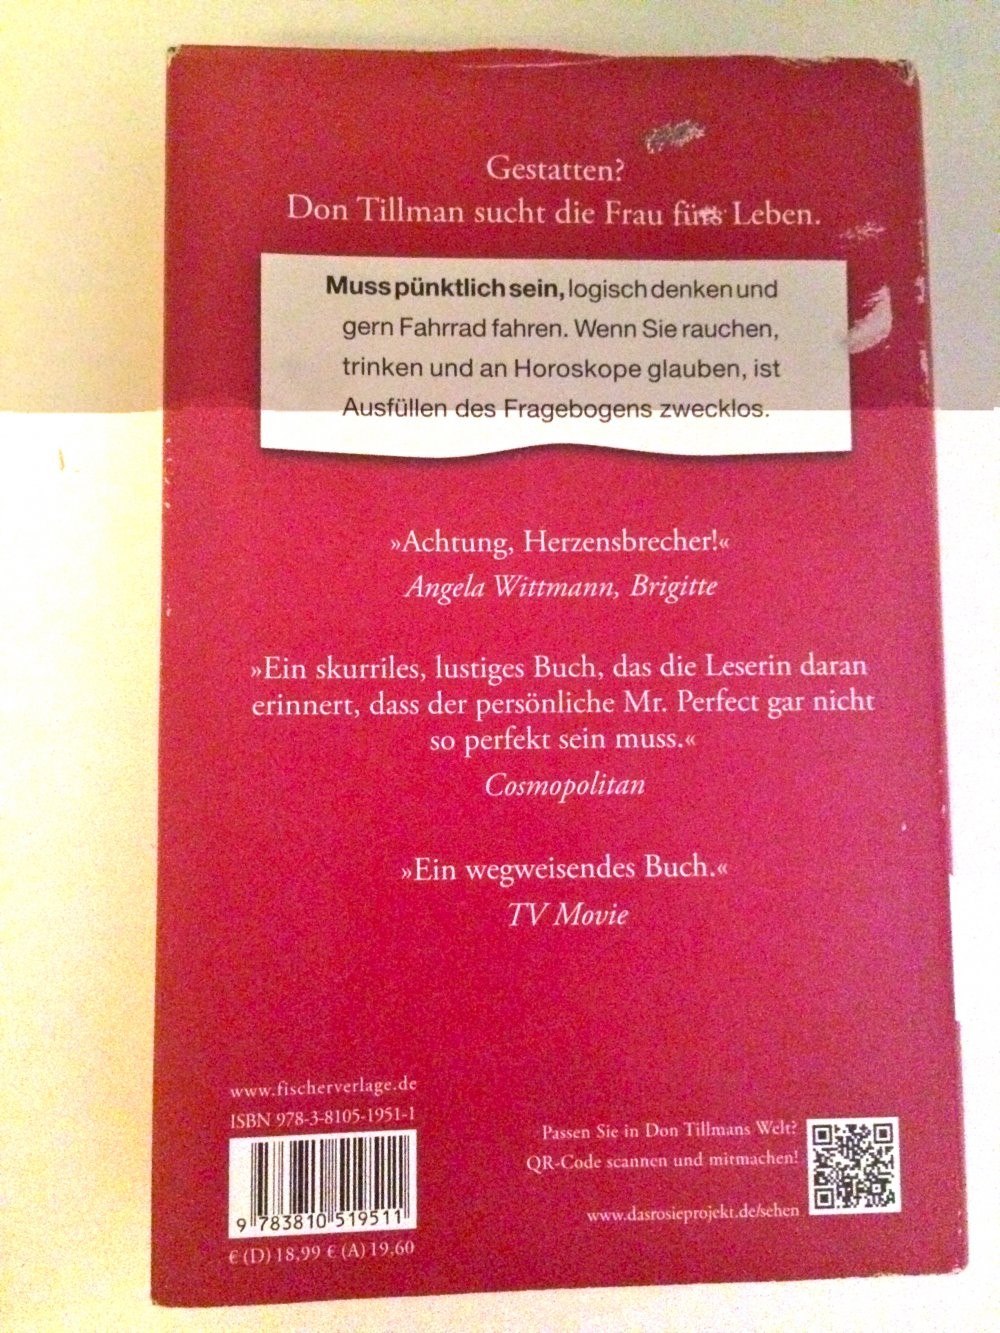 Gestatten?
Don Tillman sucht die Frau fürs Leben.
Muss pünktlich sein, logisch denken und
gern Fahrrad fahren. Wenn Sie rauchen,
trinken und an Horoskope glauben, ist
Ausfüllen des Fragebogens zwecklos.
»Achtung, Herzensbrecher!«
Angela Wittmann, Brigitte
»Ein skurriles, lustiges Buch, das die Leserin daran
erinnert, dass der persönliche Mr. Perfect gar nicht
so perfekt sein muss.«
Cosmopolitan
»Ein wegweisendes Buch.«
TV Movie
www.fischerverlage.de
ISBN 978-3-8105-1951-1
9 783810 519511
€ (D) 18,99 € (A) 19,60
Passen Sie in Don Tillmans Welt?
QR-Code scannen und mitmachen!
www.dasrosieprojekt.de/sehen